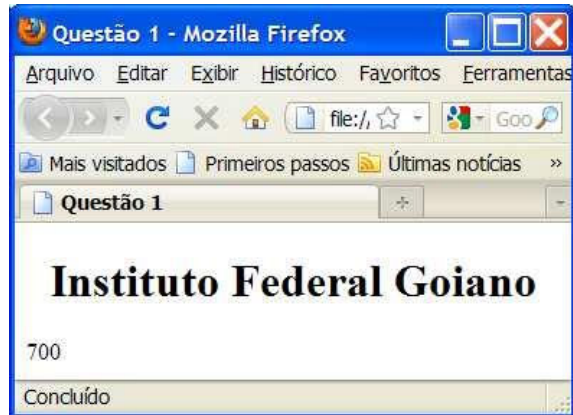 Questão 1 - Mozilla Firefox
Arquivo Editar Exibir Histórico Favoritos Ferramentas
file:/, Goo
Mais visitados Primeiros passos Últimas notícias »
Questão 1
Instituto Federal Goiano
700
Concluído